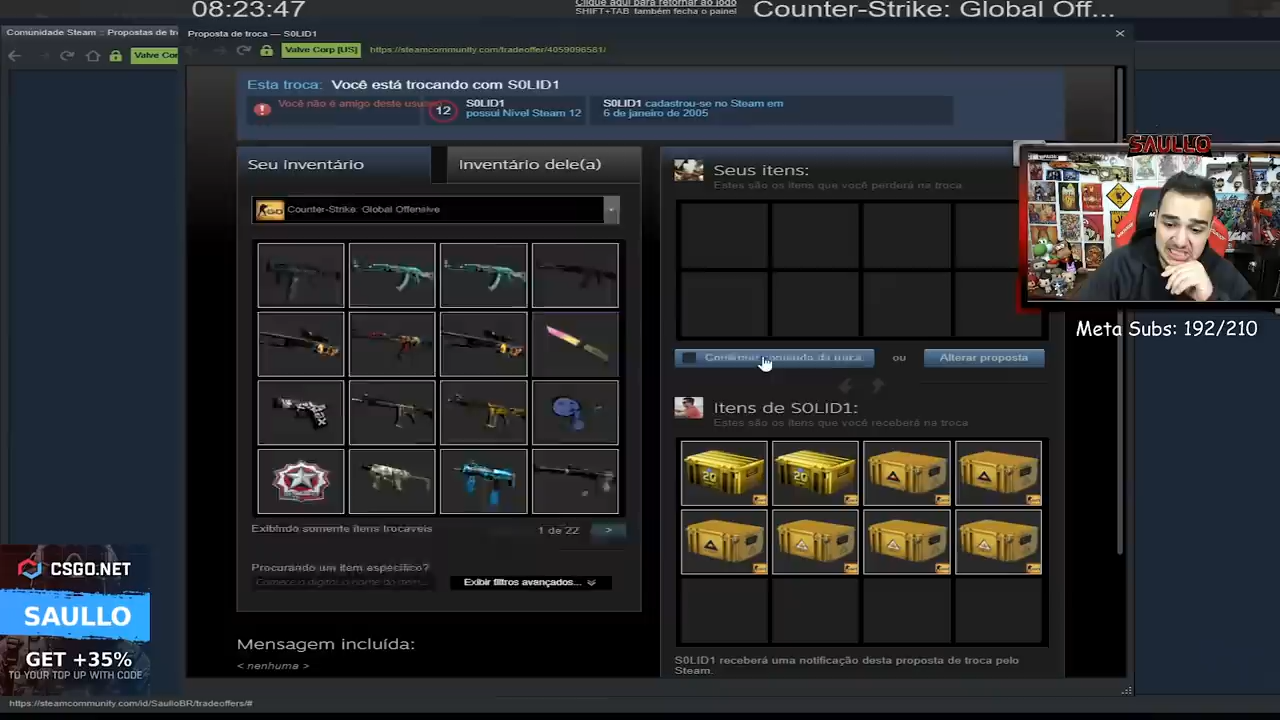 08:23:47
Clique aqui para retornar ao jogo
SHIFT+TAB também fecha o painel
Counter-Strike: Global Off...
Comunidade Steam :: Propostas de tr
Proposta de troca — S0LID1
Valve Cor
Valve Corp [US]
https://steamcommunity.com/tradeoffer/4059096581/
Esta troca: Você está trocando com S0LID1
Você não é amigo deste usu
12
S0LID1
possui Nível Steam 12
S0LID1 cadastrou-se no Steam em
6 de janeiro de 2005
Seu inventário
Inventário dele(a)
Counter-Strike: Global Offensive
Exibindo somente itens trocáveis
1 de 22
>
Procurando um item específico?
Comece a digitar o nome do item...
Exibir filtros avançados...
Mensagem incluída:
< nenhuma >
Seus itens:
Estes são os itens que você perderá na troca
ou
Alterar proposta
Itens de S0LID1:
Estes são os itens que você receberá na troca
S0LID1 receberá uma notificação desta proposta de troca pelo
Steam.
SAULLO
Meta Subs: 192/210
CSGO.NET
SAULLO
GET +35%
TO YOUR TOP UP WITH CODE
https://steamcommunity.com/id/SaulloBR/tradeoffers/#